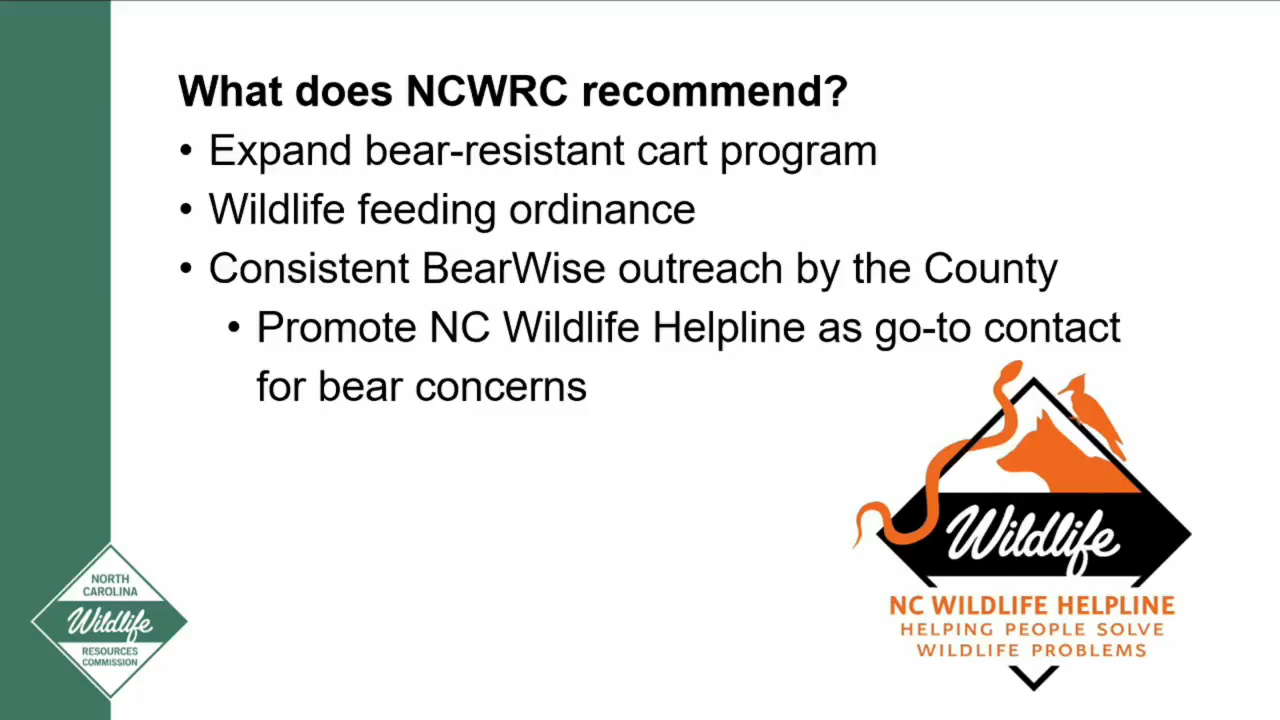 What does NCWRC recommend?
• Expand bear-resistant cart program
• Wildlife feeding ordinance
• Consistent BearWise outreach by the County
• Promote NC Wildlife Helpline as go-to contact
for bear concerns
Wildlife
NC WILDLIFE HELPLINE
HELPING PEOPLE SOLVE
WILDLIFE PROBLEMS
NORTH
CAROLINA
Wildlife
RESOURCES
COMMISSION